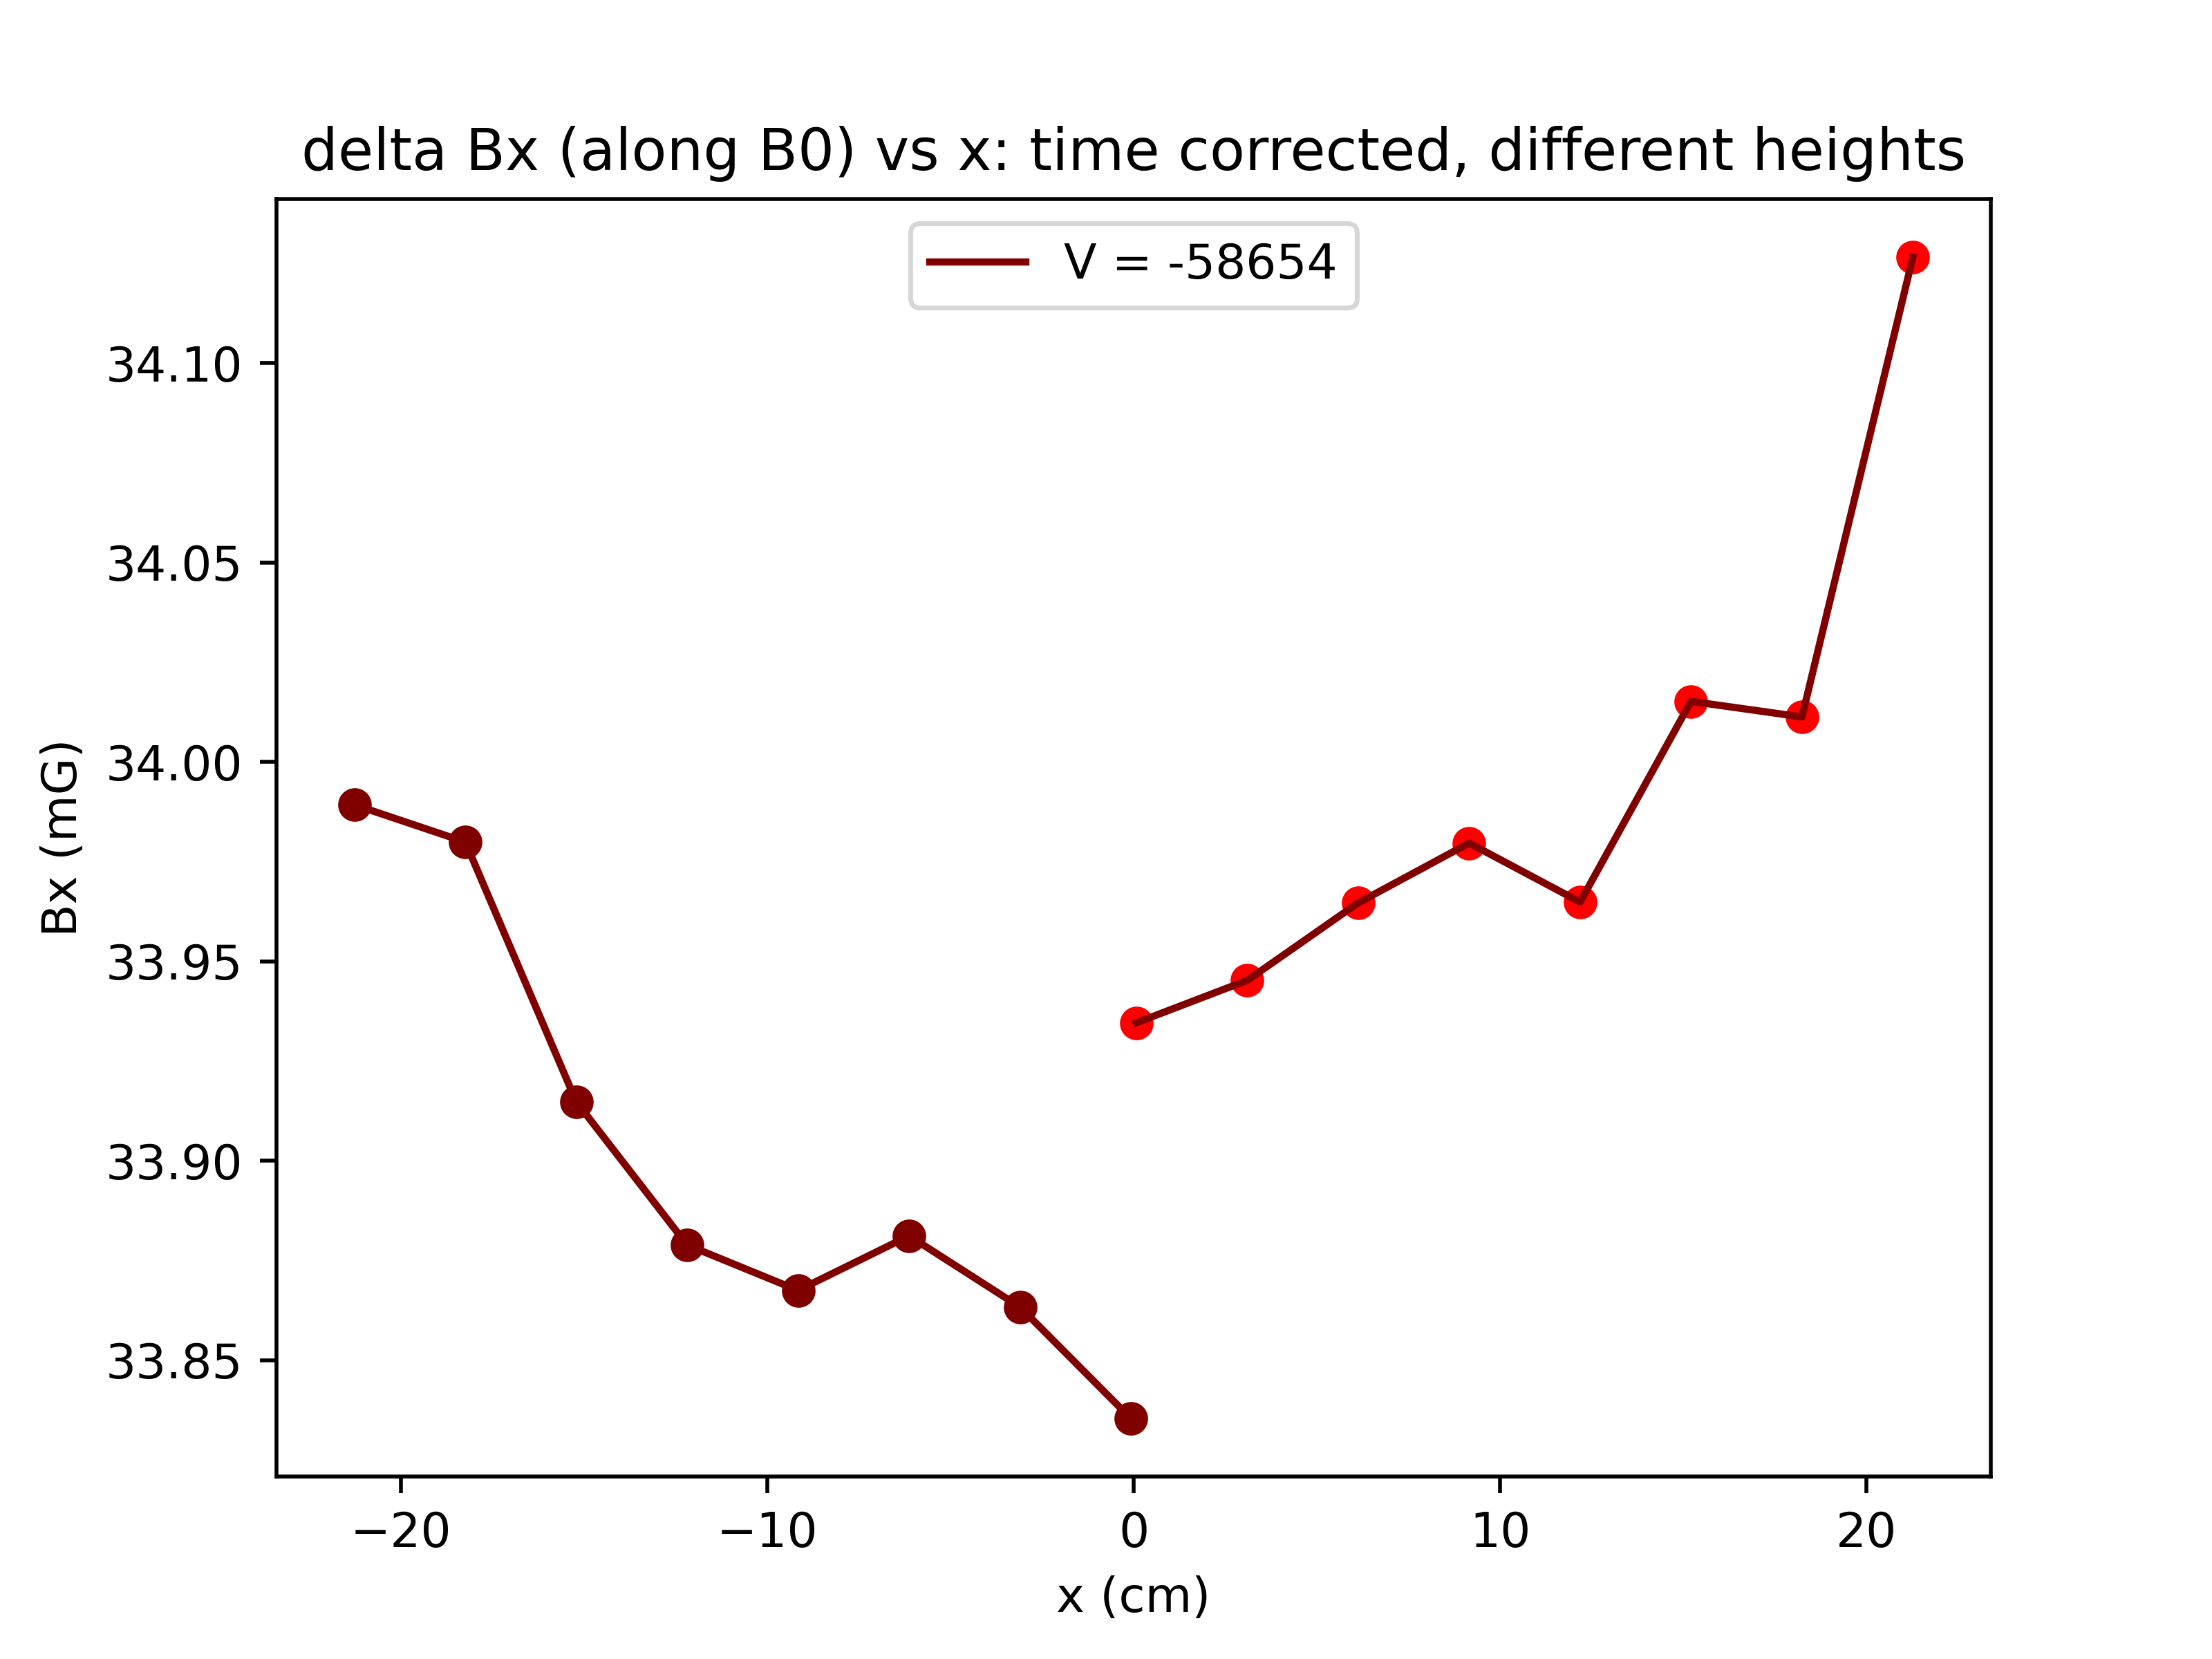 delta Bx (along B0) vs x: time corrected, different heights
V = -58654
34.10
34.05
34.00
33.95
33.90
33.85
Bx (mG)
−20 −10 0 10 20
x (cm)